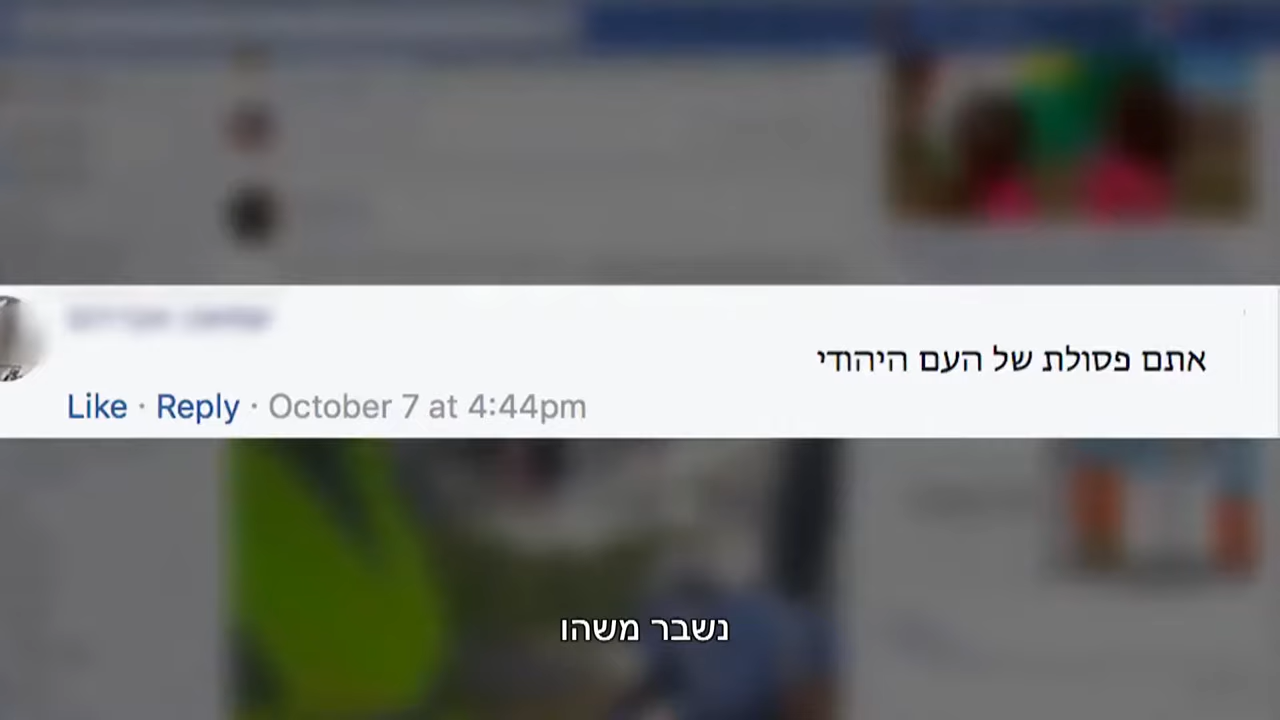 אתם פסולת של העם היהודי
Like · Reply · October 7 at 4:44pm
נשבר משהו